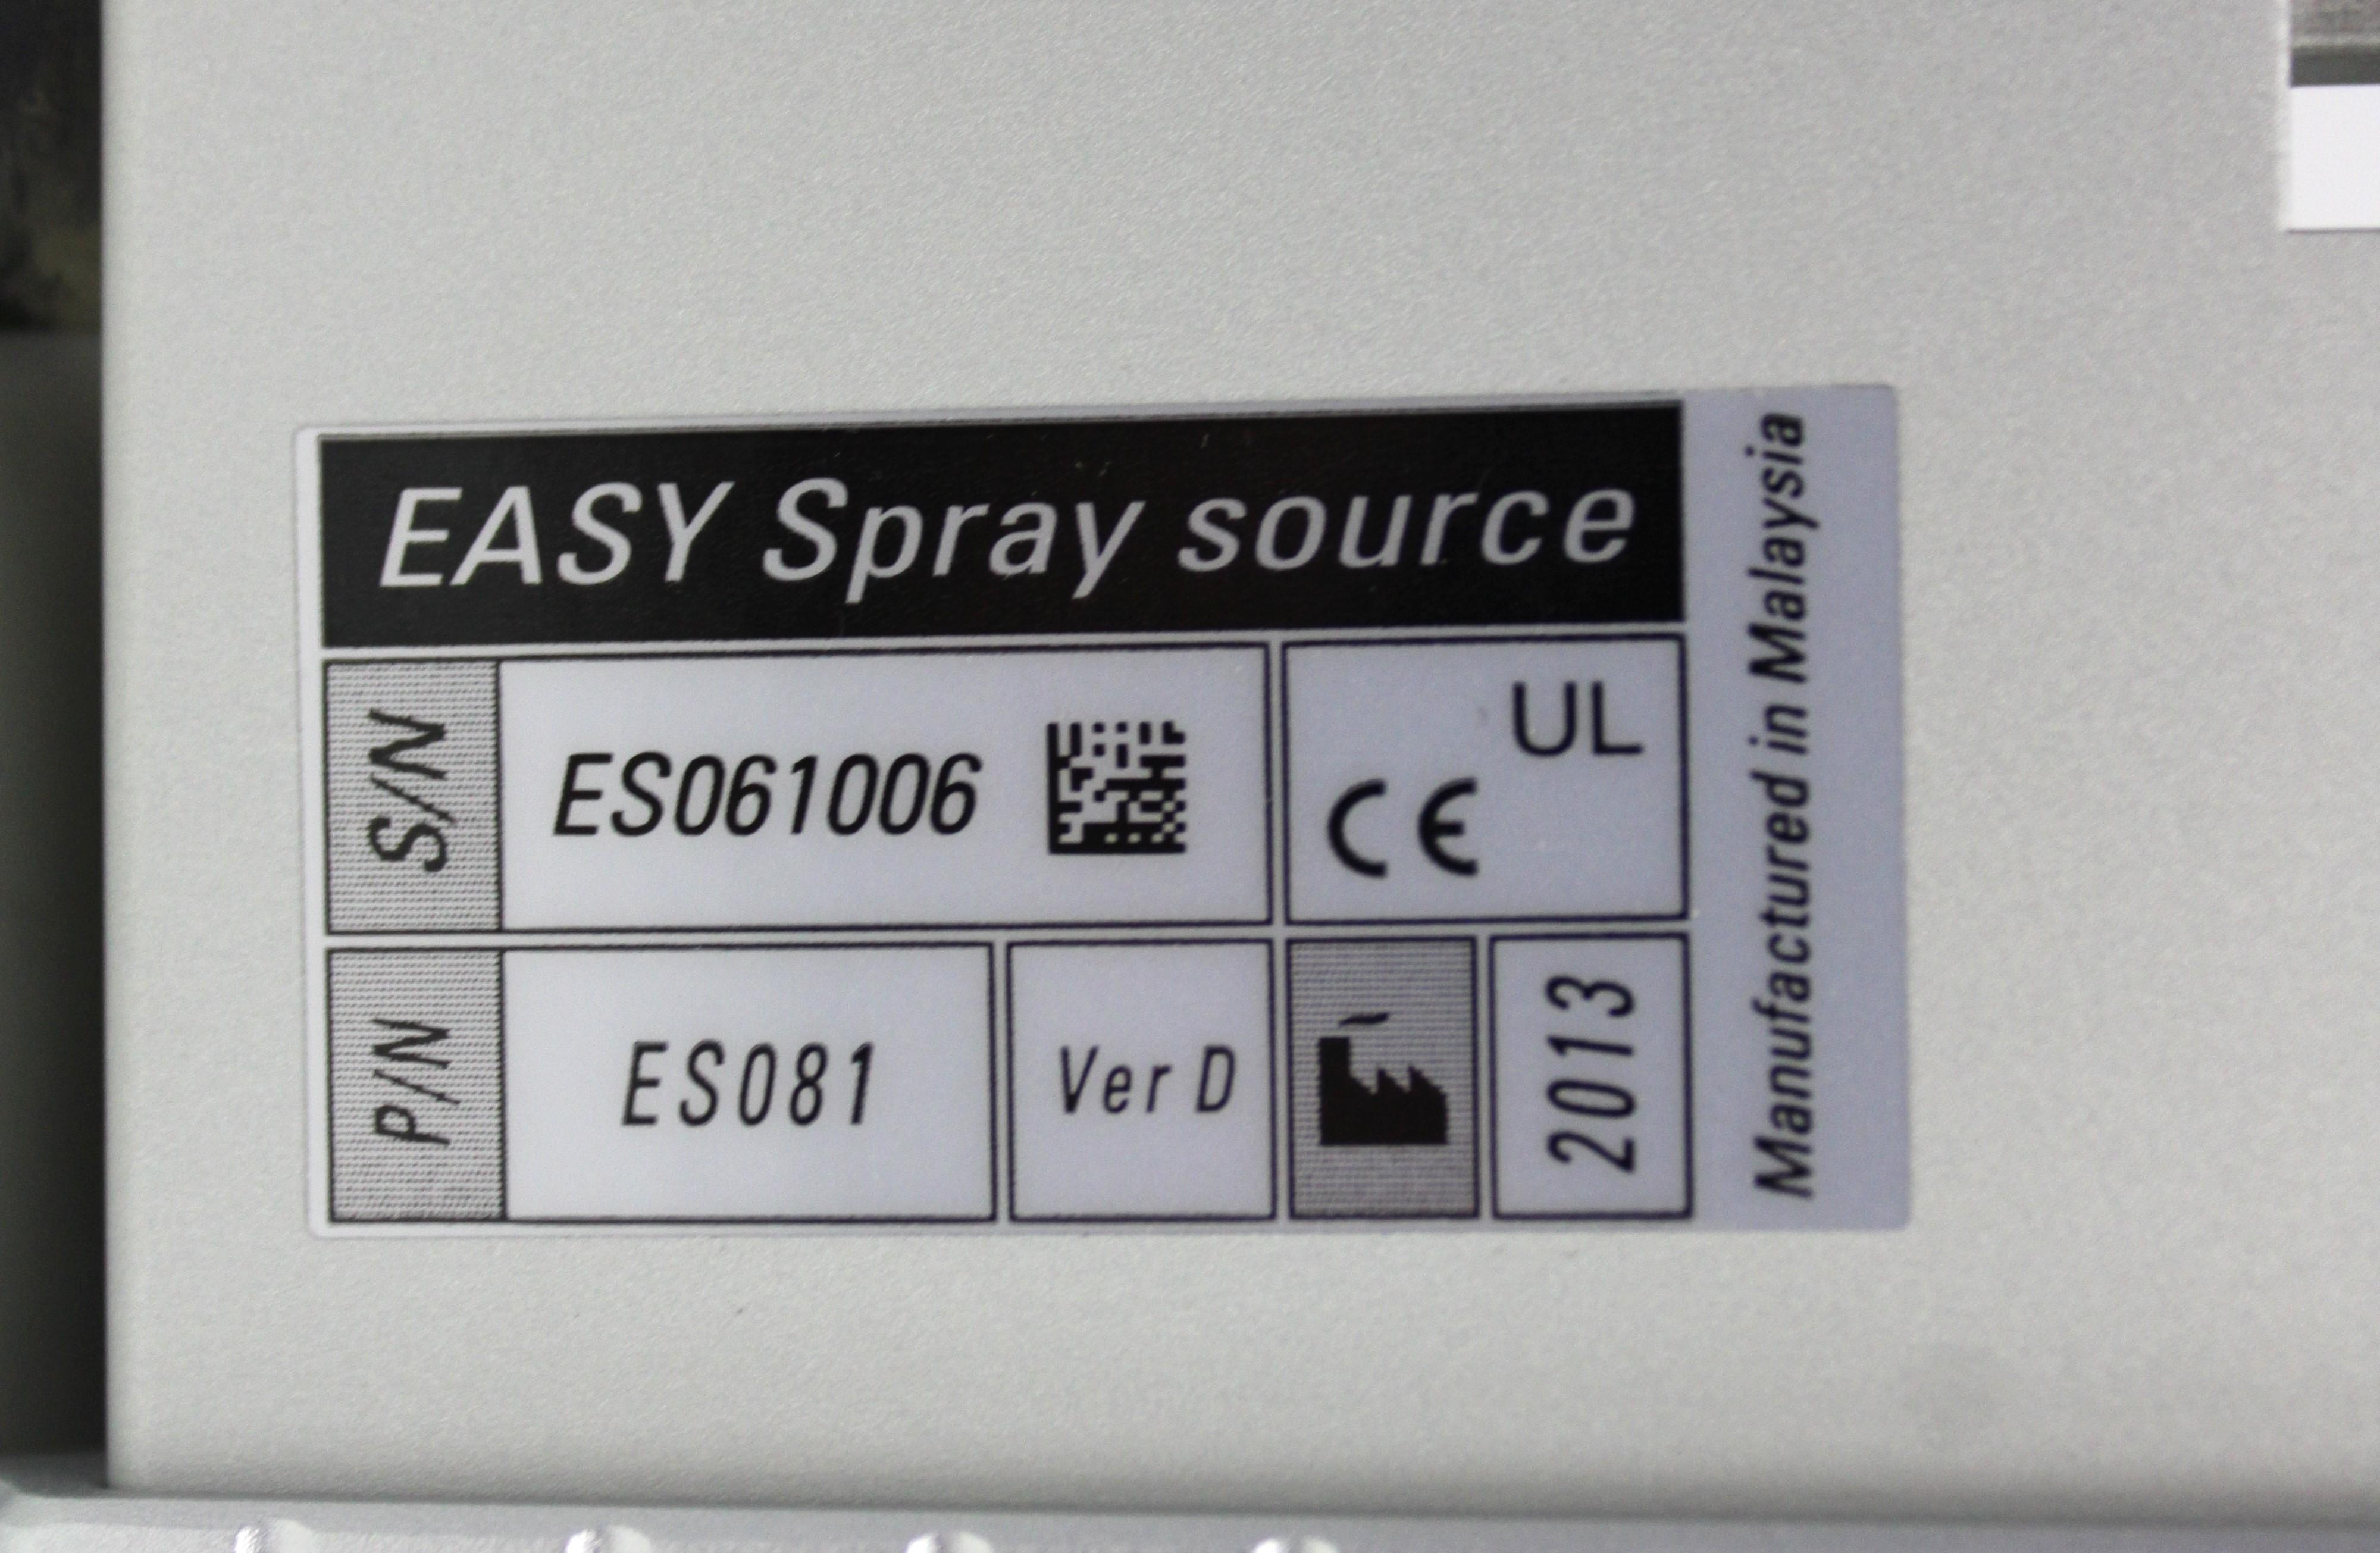 EASY Spray source
S/N
ES061006
UL
CE
P/N
ES081
Ver D
2013
Manufactured in Malaysia